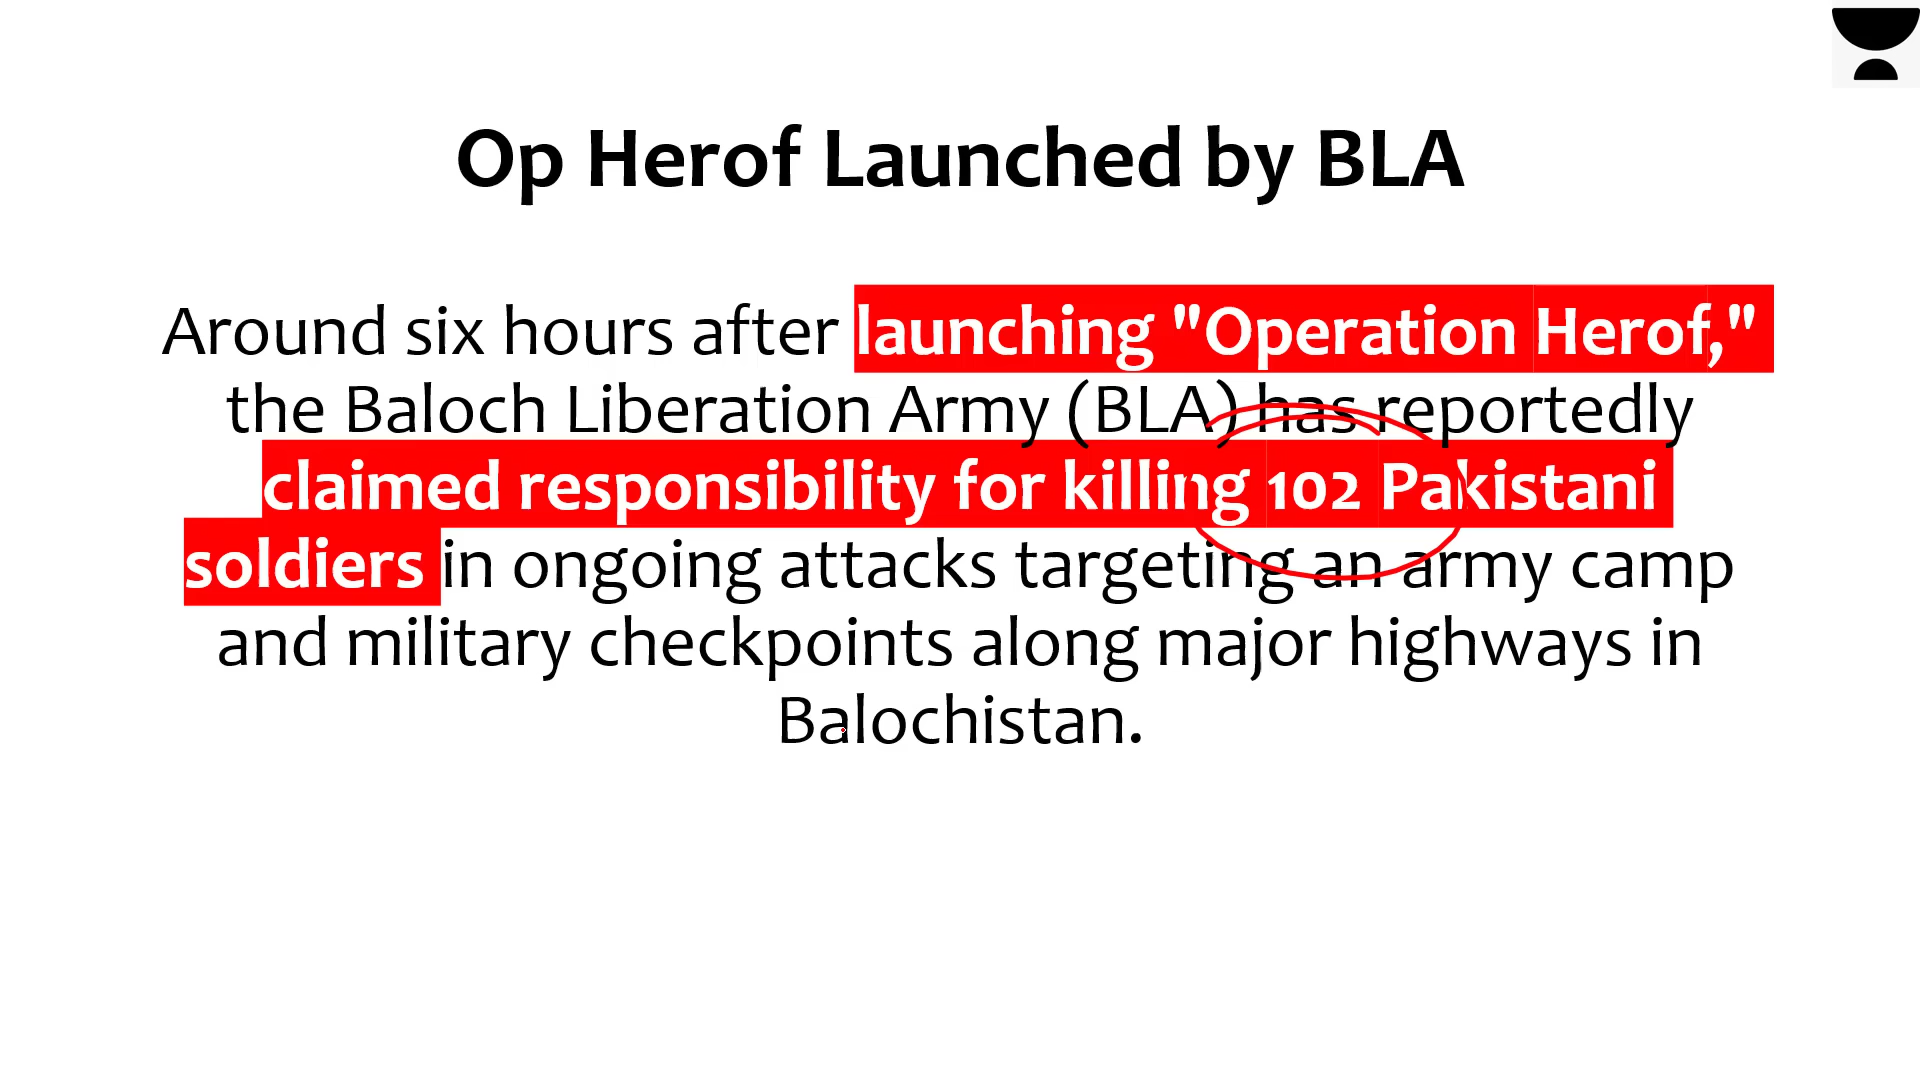 Op Herof Launched by BLA
Around six hours after launching "Operation Herof,"
the Baloch Liberation Army (BLA) has reportedly
claimed responsibility for killing 102 Pakistani
soldiers in ongoing attacks targeting an army camp
and military checkpoints along major highways in
Balochistan.